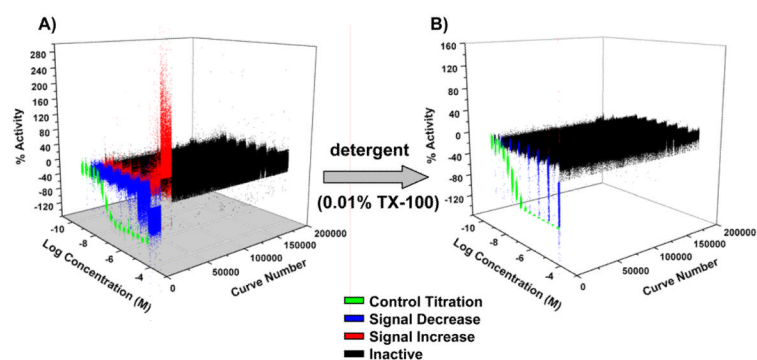 A)
B)
280
240
200
160
120
80
40
0
-40
-80
-120
% Activity
-10
-8
-6
-4
Log Concentration (M)
0
50000
100000
150000
200000
Curve Number
detergent
(0.01% TX-100)
160
120
80
40
0
-40
-80
-120
% Activity
-10
-8
-6
-4
Log Concentration (M)
0
50000
100000
150000
200000
Curve Number
Control Titration
Signal Decrease
Signal Increase
Inactive